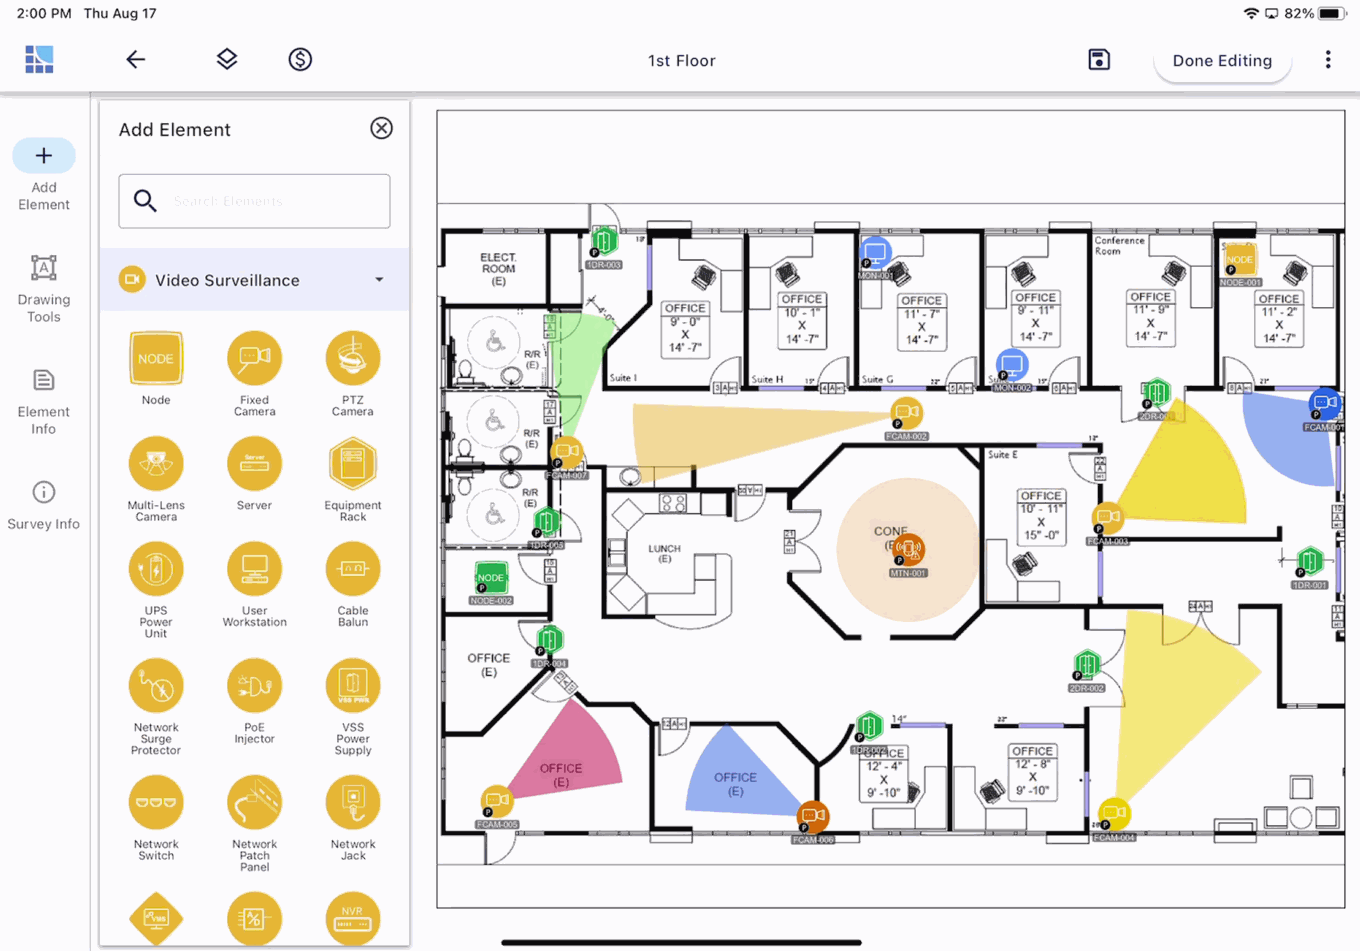 2:00 PM Thu Aug 17
82%
1st Floor
Done Editing
Add Element
Search Elements
Add
Element
Drawing
Tools
Element
Info
Survey Info
Video Surveillance
NODE
Node
Fixed
Camera
PTZ
Camera
Multi-Lens
Camera
Server
Server
Equipment
Rack
UPS
Power
Unit
User
Workstation
Cable
Balun
Network
Surge
Protector
PoE
Injector
VSS PWR
VSS
Power
Supply
Network
Switch
Network
Patch
Panel
Network
Jack
VSS
A/D
NVR
ELECT.
ROOM
(E)
1DR-003
OFFICE
9' - 0"
X
14' -7"
Suite I
OFFICE
10' - 1"
X
14' -7"
Suite H
MON-001
OFFICE
11' - 7"
X
14' -7"
Suite G
OFFICE
9' - 11"
X
14' -7"
MON-002
Conference
Room
OFFICE
11' - 9"
X
14' -7"
NODE
NODE-001
OFFICE
11' - 2"
X
14' -7"
R/R
(E)
R/R
(E)
R/R
(E)
FCAM-007
FCAM-002
FCAM-001
12"
Suite E
OFFICE
10' - 11"
X
15" -0"
FCAM-003
1DR-005
LUNCH
(E)
MTN-001
1DR-001
NODE
NODE-002
1DR-004
OFFICE
(E)
2DR-002
OFFICE
(E)
FCAM-005
OFFICE
(E)
FCAM-006
14"
OFFICE
12' - 4"
X
9' -10"
22"
OFFICE
12' - 8"
X
9' -10"
FCAM-004